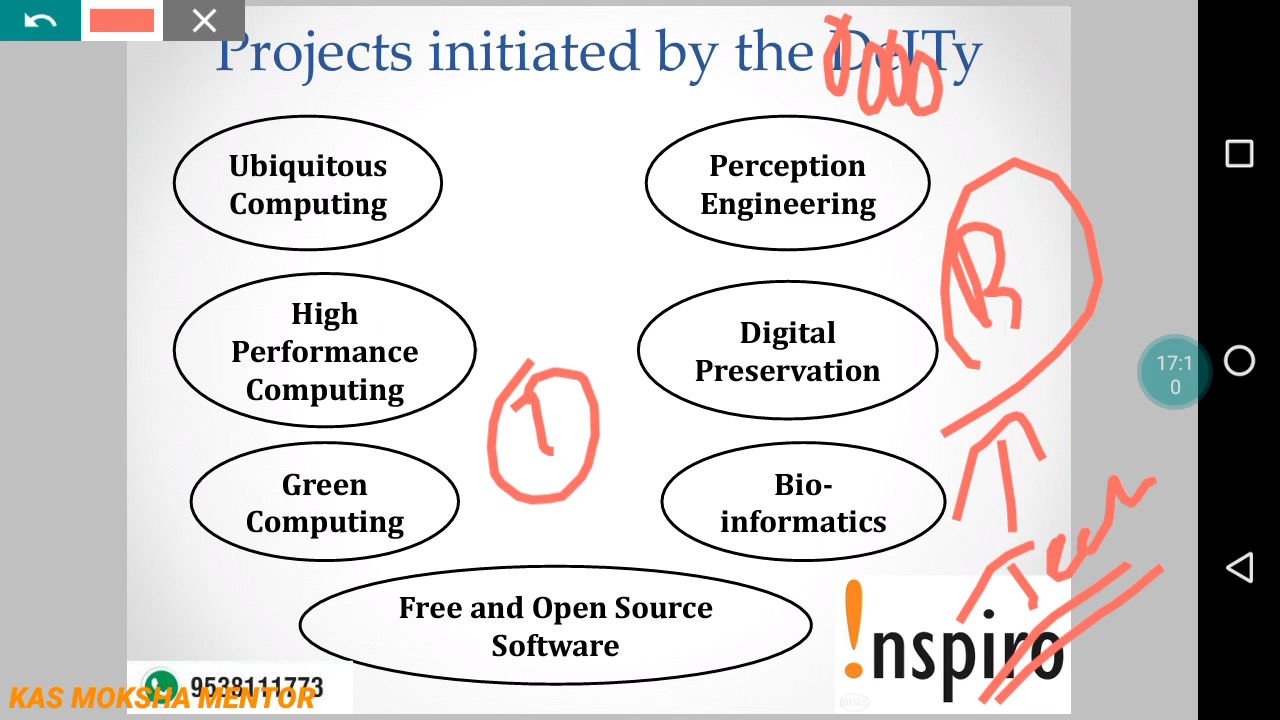 Projects initiated by the DeITy
Ubiquitous
Computing
Perception
Engineering
High
Performance
Computing
Digital
Preservation
R
1
Green
Computing
Bio-
informatics
Free and Open Source
Software
17:1
0
!nspiro
9538111773
KAS MOKSHA MENTOR